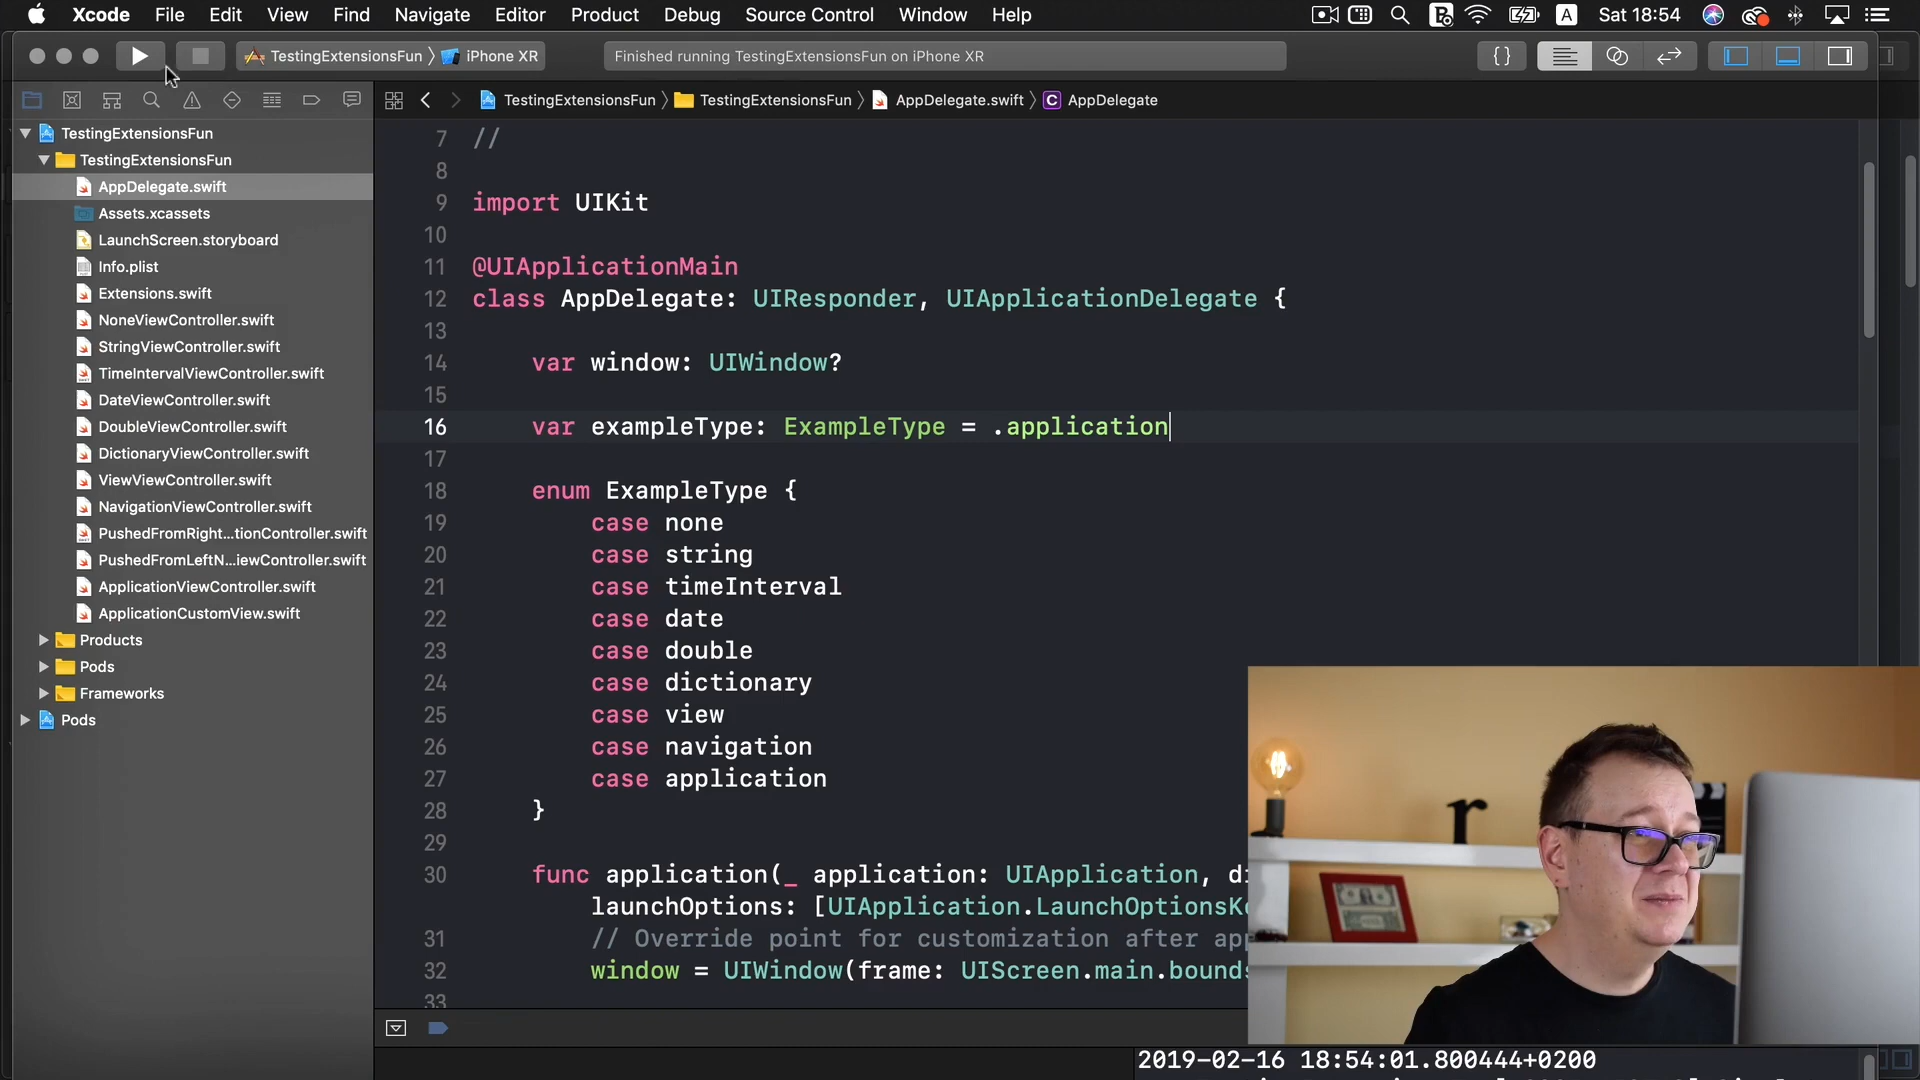 Xcode File Edit View Find Navigate Editor Product Debug Source Control Window Help A Sat 18:54
TestingExtensionsFun iPhone XR Finished running TestingExtensionsFun on iPhone XR {}
TestingExtensionsFun TestingExtensionsFun AppDelegate.swift C AppDelegate
TestingExtensionsFun
TestingExtensionsFun
AppDelegate.swift
Assets.xcassets
LaunchScreen.storyboard
Info.plist
Extensions.swift
NoneViewController.swift
StringViewController.swift
TimeIntervalViewController.swift
DateViewController.swift
DoubleViewController.swift
DictionaryViewController.swift
ViewViewController.swift
NavigationViewController.swift
PushedFromRight...tionController.swift
PushedFromLeftN...iewController.swift
ApplicationViewController.swift
ApplicationCustomView.swift
Products
Pods
Frameworks
Pods
7 //
8
9 import UIKit
10
11 @UIApplicationMain
12 class AppDelegate: UIResponder, UIApplicationDelegate {
13
14 var window: UIWindow?
15
16 var exampleType: ExampleType = .application
17
18 enum ExampleType {
19 case none
20 case string
21 case timeInterval
22 case date
23 case double
24 case dictionary
25 case view
26 case navigation
27 case application
28 }
29
30 func application(_ application: UIApplication, di
launchOptions: [UIApplication.LaunchOptionsKe
31 // Override point for customization after app
32 window = UIWindow(frame: UIScreen.main.bounds
33
r
2019-02-16 18:54:01.800444+0200